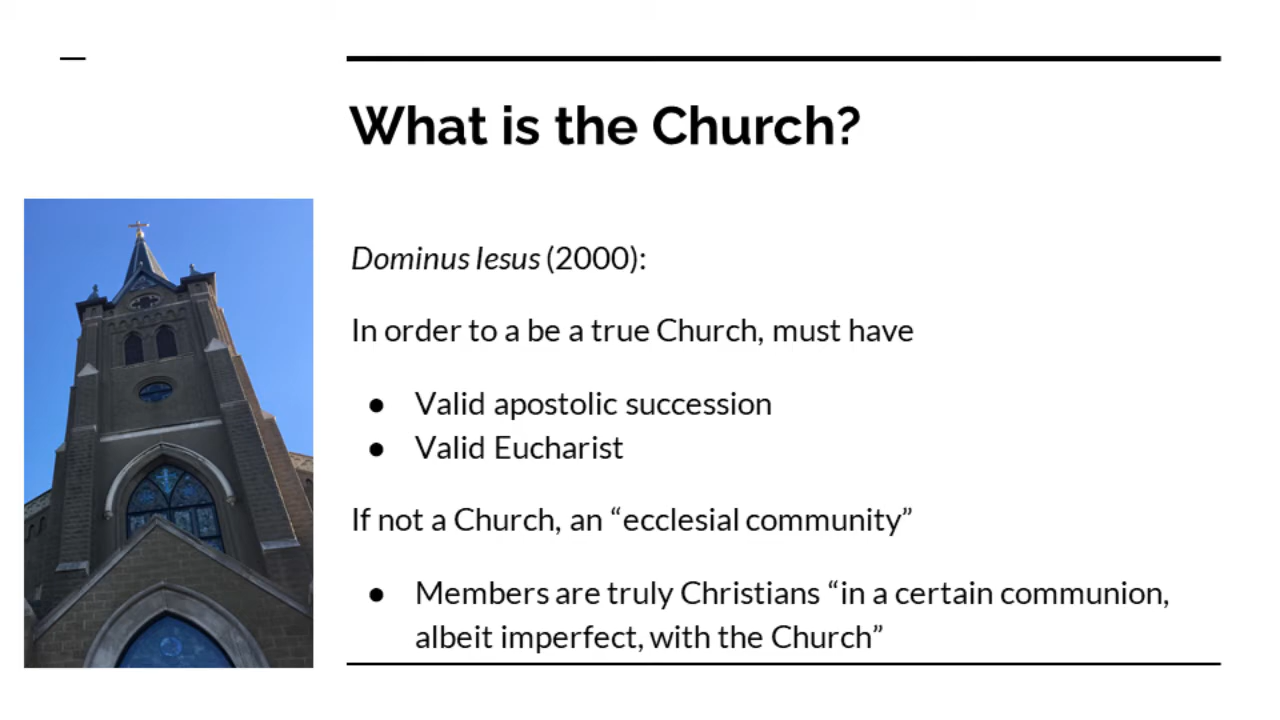 What is the Church?
Dominus Iesus (2000):
In order to a be a true Church, must have
● Valid apostolic succession
● Valid Eucharist
If not a Church, an “ecclesial community”
● Members are truly Christians “in a certain communion,
albeit imperfect, with the Church”